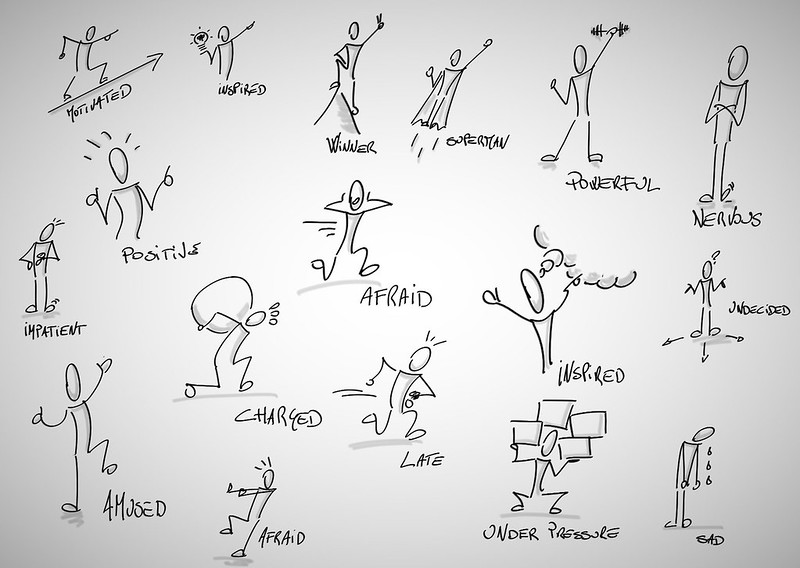 MOTIVATED
INSPIRED
WINNER
SUPERMAN
POWERFUL
NERVOUS
POSITIVE
AFRAID
IMPATIENT
UNDECIDED
INSPIRED
CHARGED
LATE
AMUSED
AFRAID
UNDER PRESSURE
SAD